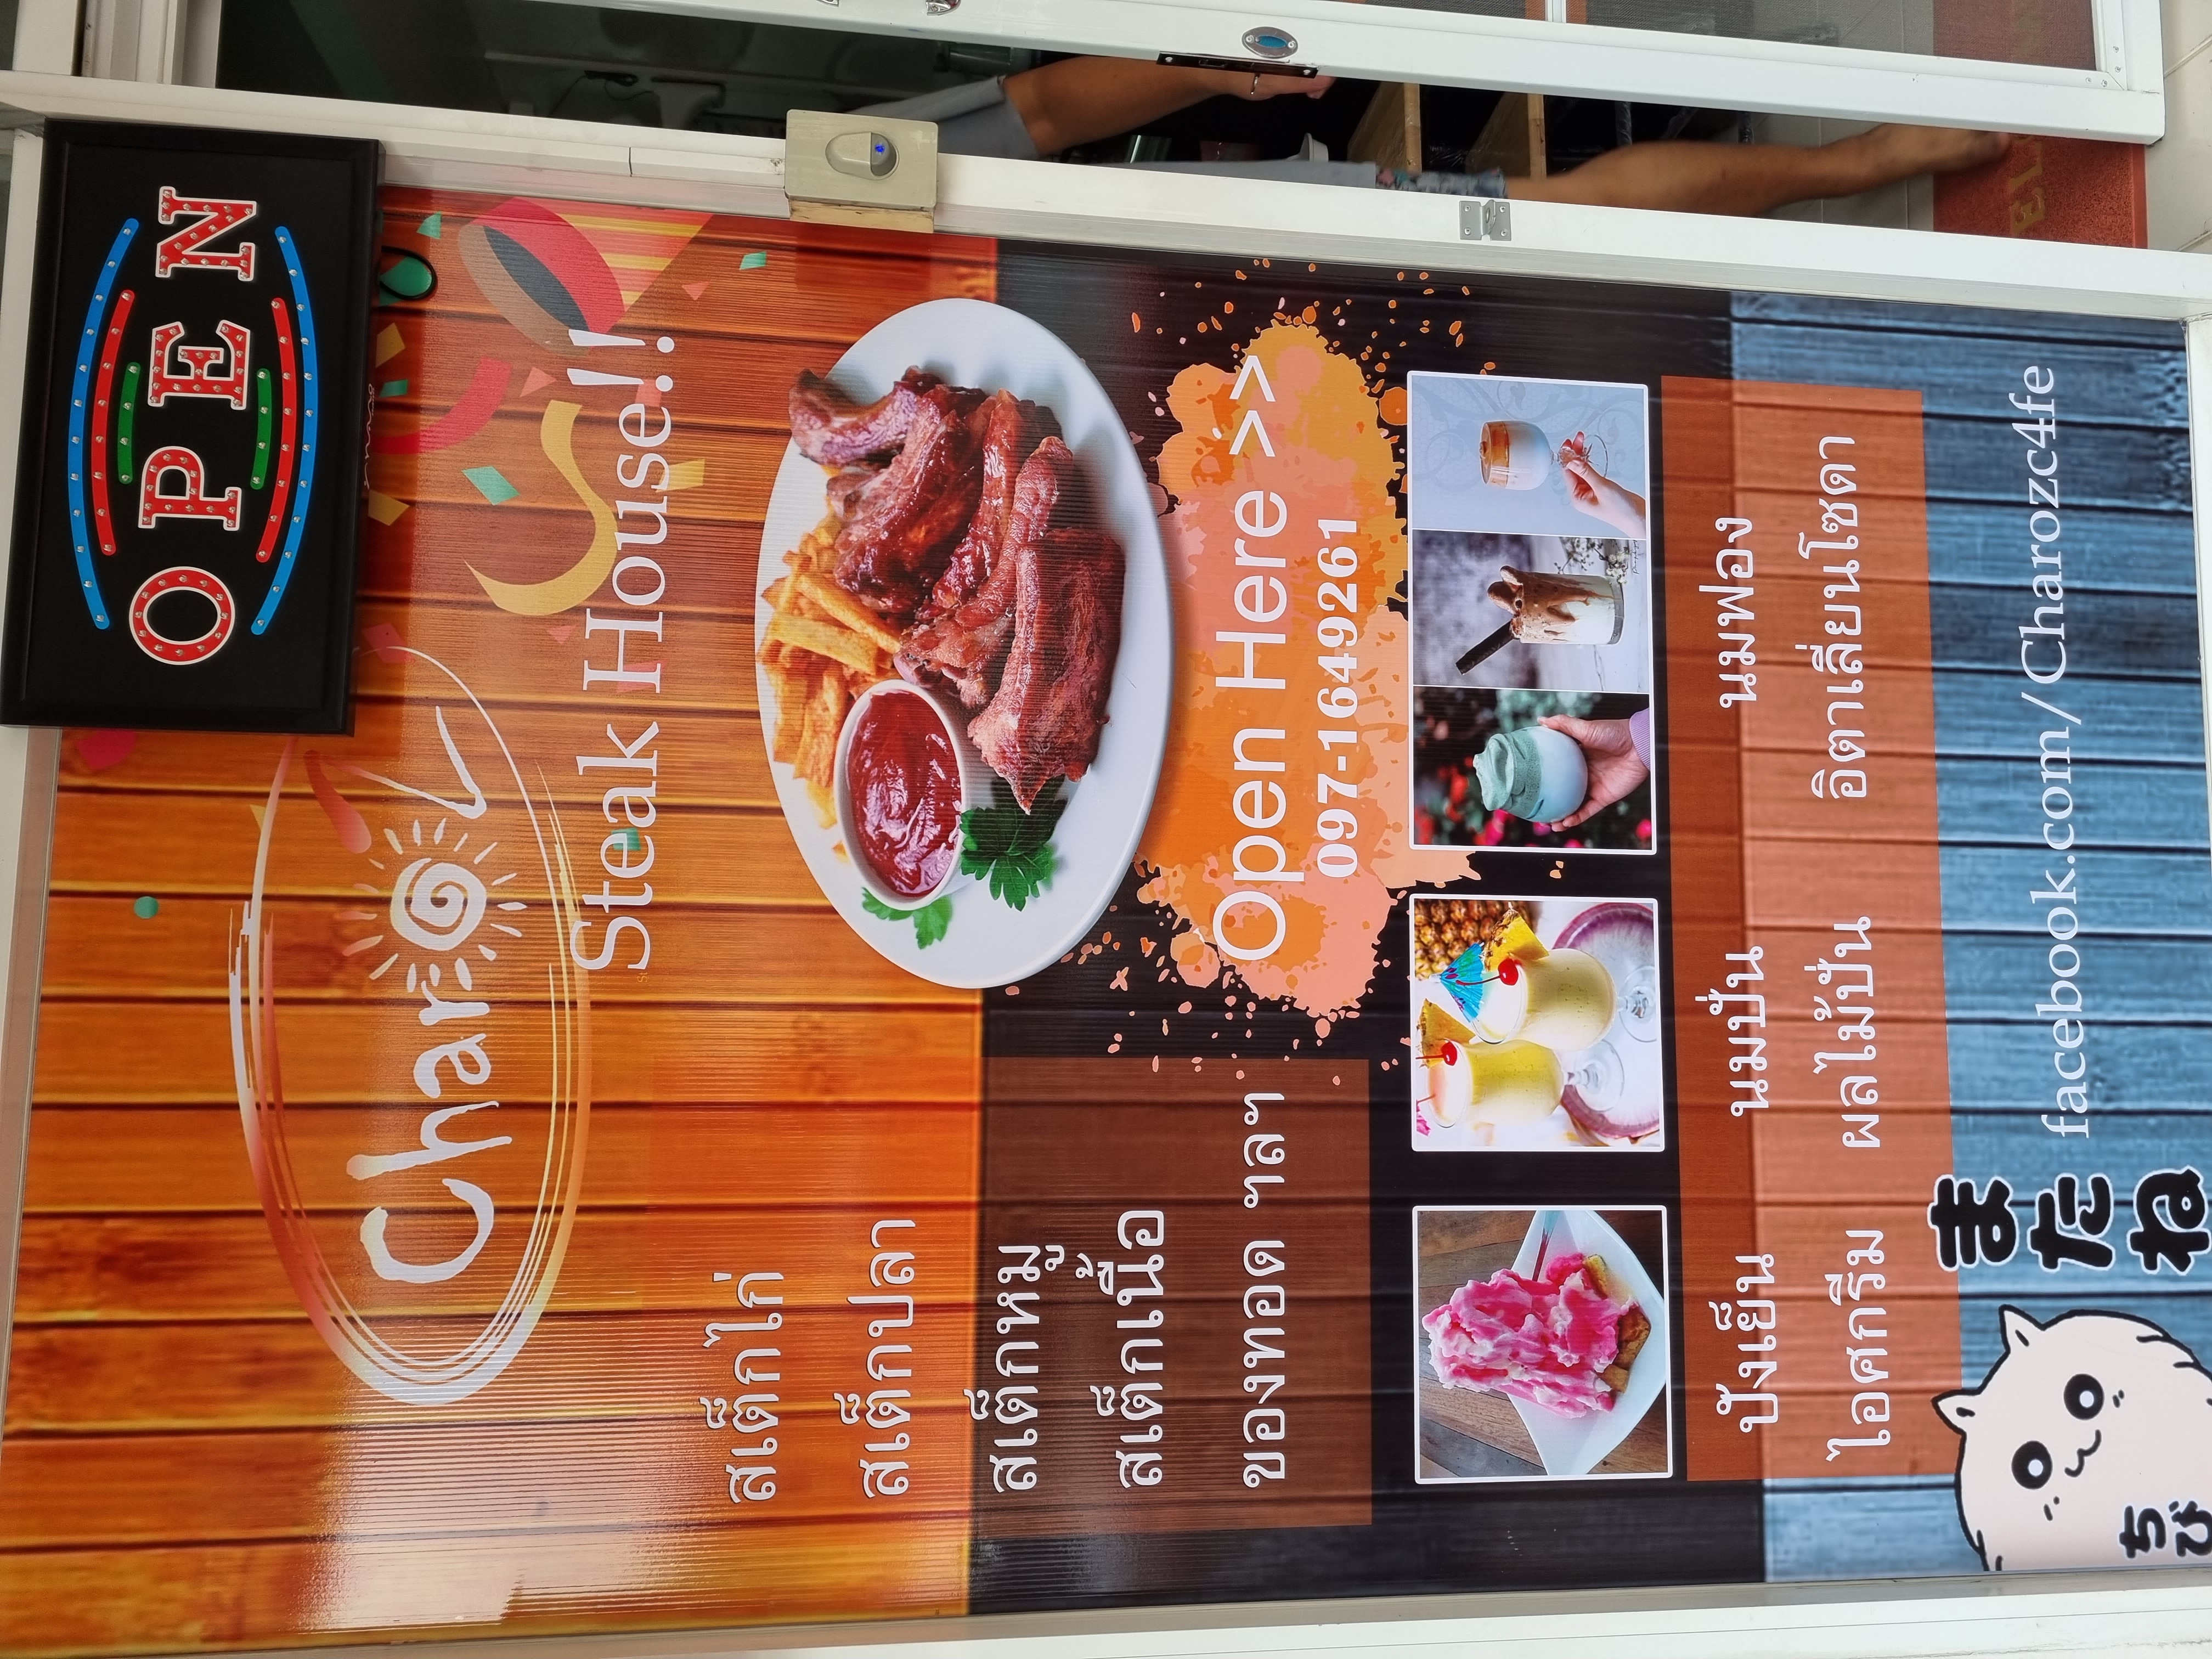 OPEN
CharoZ
Steak House!!
สเต็กไก่
สเต็กปลา
สเต็กหมู
สเต็กเนื้อ
ของทอด ฯลฯ
Open Here >>
097-1649261
ปังเย็น นมปั่น นมฟอง
ไอศกรีม ผลไม้ปั่น อิตาเลี่ยนโซดา
またね
facebook.com/Charozc4fe
ちび